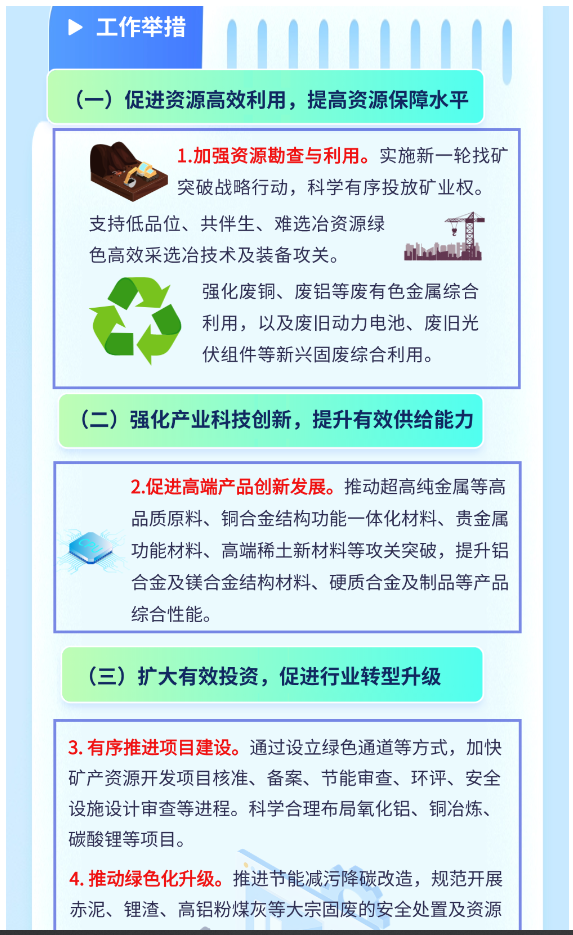 工作举措
（一）促进资源高效利用，提高资源保障水平
1.加强资源勘查与利用。实施新一轮找矿
突破战略行动，科学有序投放矿业权。
支持低品位、共伴生、难选冶资源绿
色高效采选冶技术及装备攻关。
强化废铜、废铝等废有色金属综合
利用，以及废旧动力电池、废旧光
伏组件等新兴固废综合利用。
（二）强化产业科技创新，提升有效供给能力
2.促进高端产品创新发展。推动超高纯金属等高
品质原料、铜合金结构功能一体化材料、贵金属
功能材料、高端稀土新材料等攻关突破，提升铝
合金及镁合金结构材料、硬质合金及制品等产品
综合性能。
（三）扩大有效投资，促进行业转型升级
3. 有序推进项目建设。通过设立绿色通道等方式，加快
矿产资源开发项目核准、备案、节能审查、环评、安全
设施设计审查等进程。科学合理布局氧化铝、铜冶炼、
碳酸锂等项目。
4. 推动绿色化升级。推进节能减污降碳改造，规范开展
赤泥、锂渣、高铝粉煤灰等大宗固废的安全处置及资源